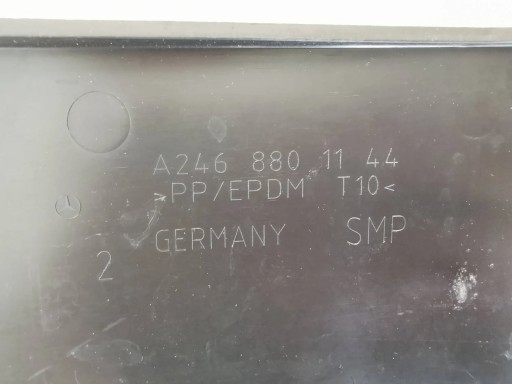 A246 880 11 44
>PP/EPDM T10<
GERMANY SMP
2